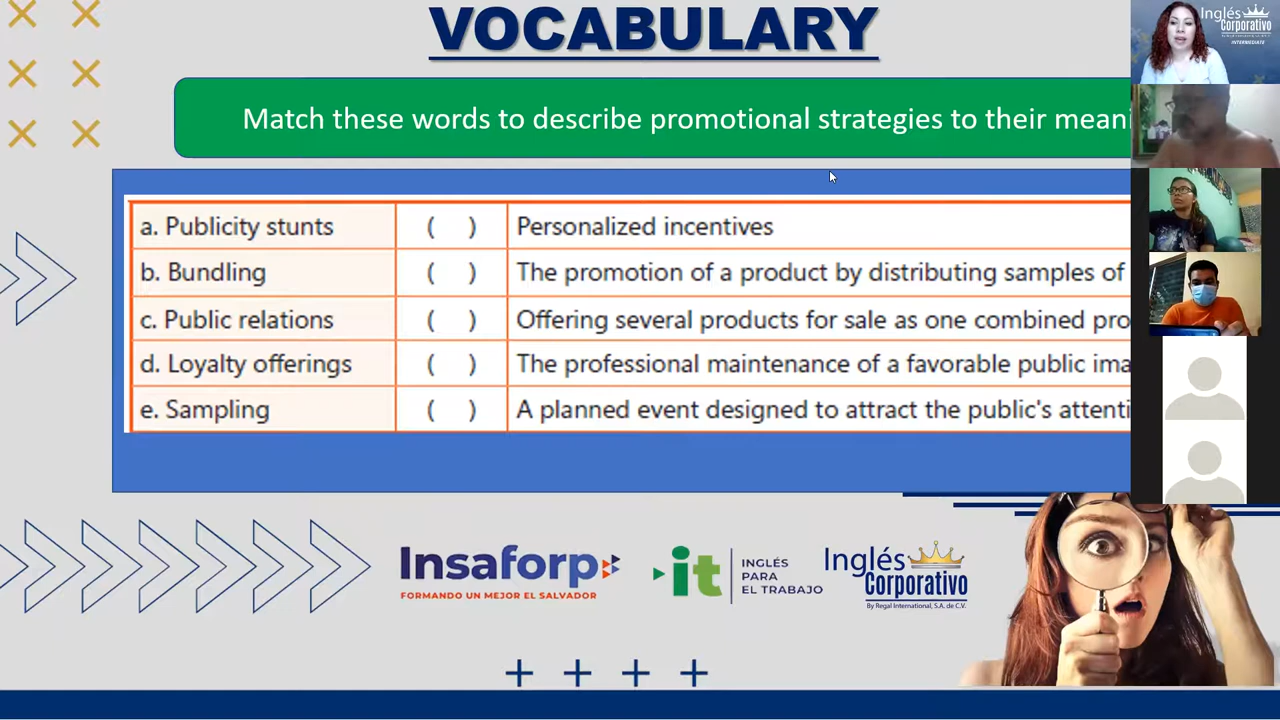 VOCABULARY
Match these words to describe promotional strategies to their meani
a. Publicity stunts ( ) Personalized incentives
b. Bundling ( ) The promotion of a product by distributing samples of
c. Public relations ( ) Offering several products for sale as one combined pro
d. Loyalty offerings ( ) The professional maintenance of a favorable public ima
e. Sampling ( ) A planned event designed to attract the public's attenti
Insaforp
FORMANDO UN MEJOR EL SALVADOR
it
INGLÉS
PARA
EL TRABAJO
Inglés
Corporativo
By Regal International, S.A. de C.V.
Inglés
Corporativo
INTERMEDIATE